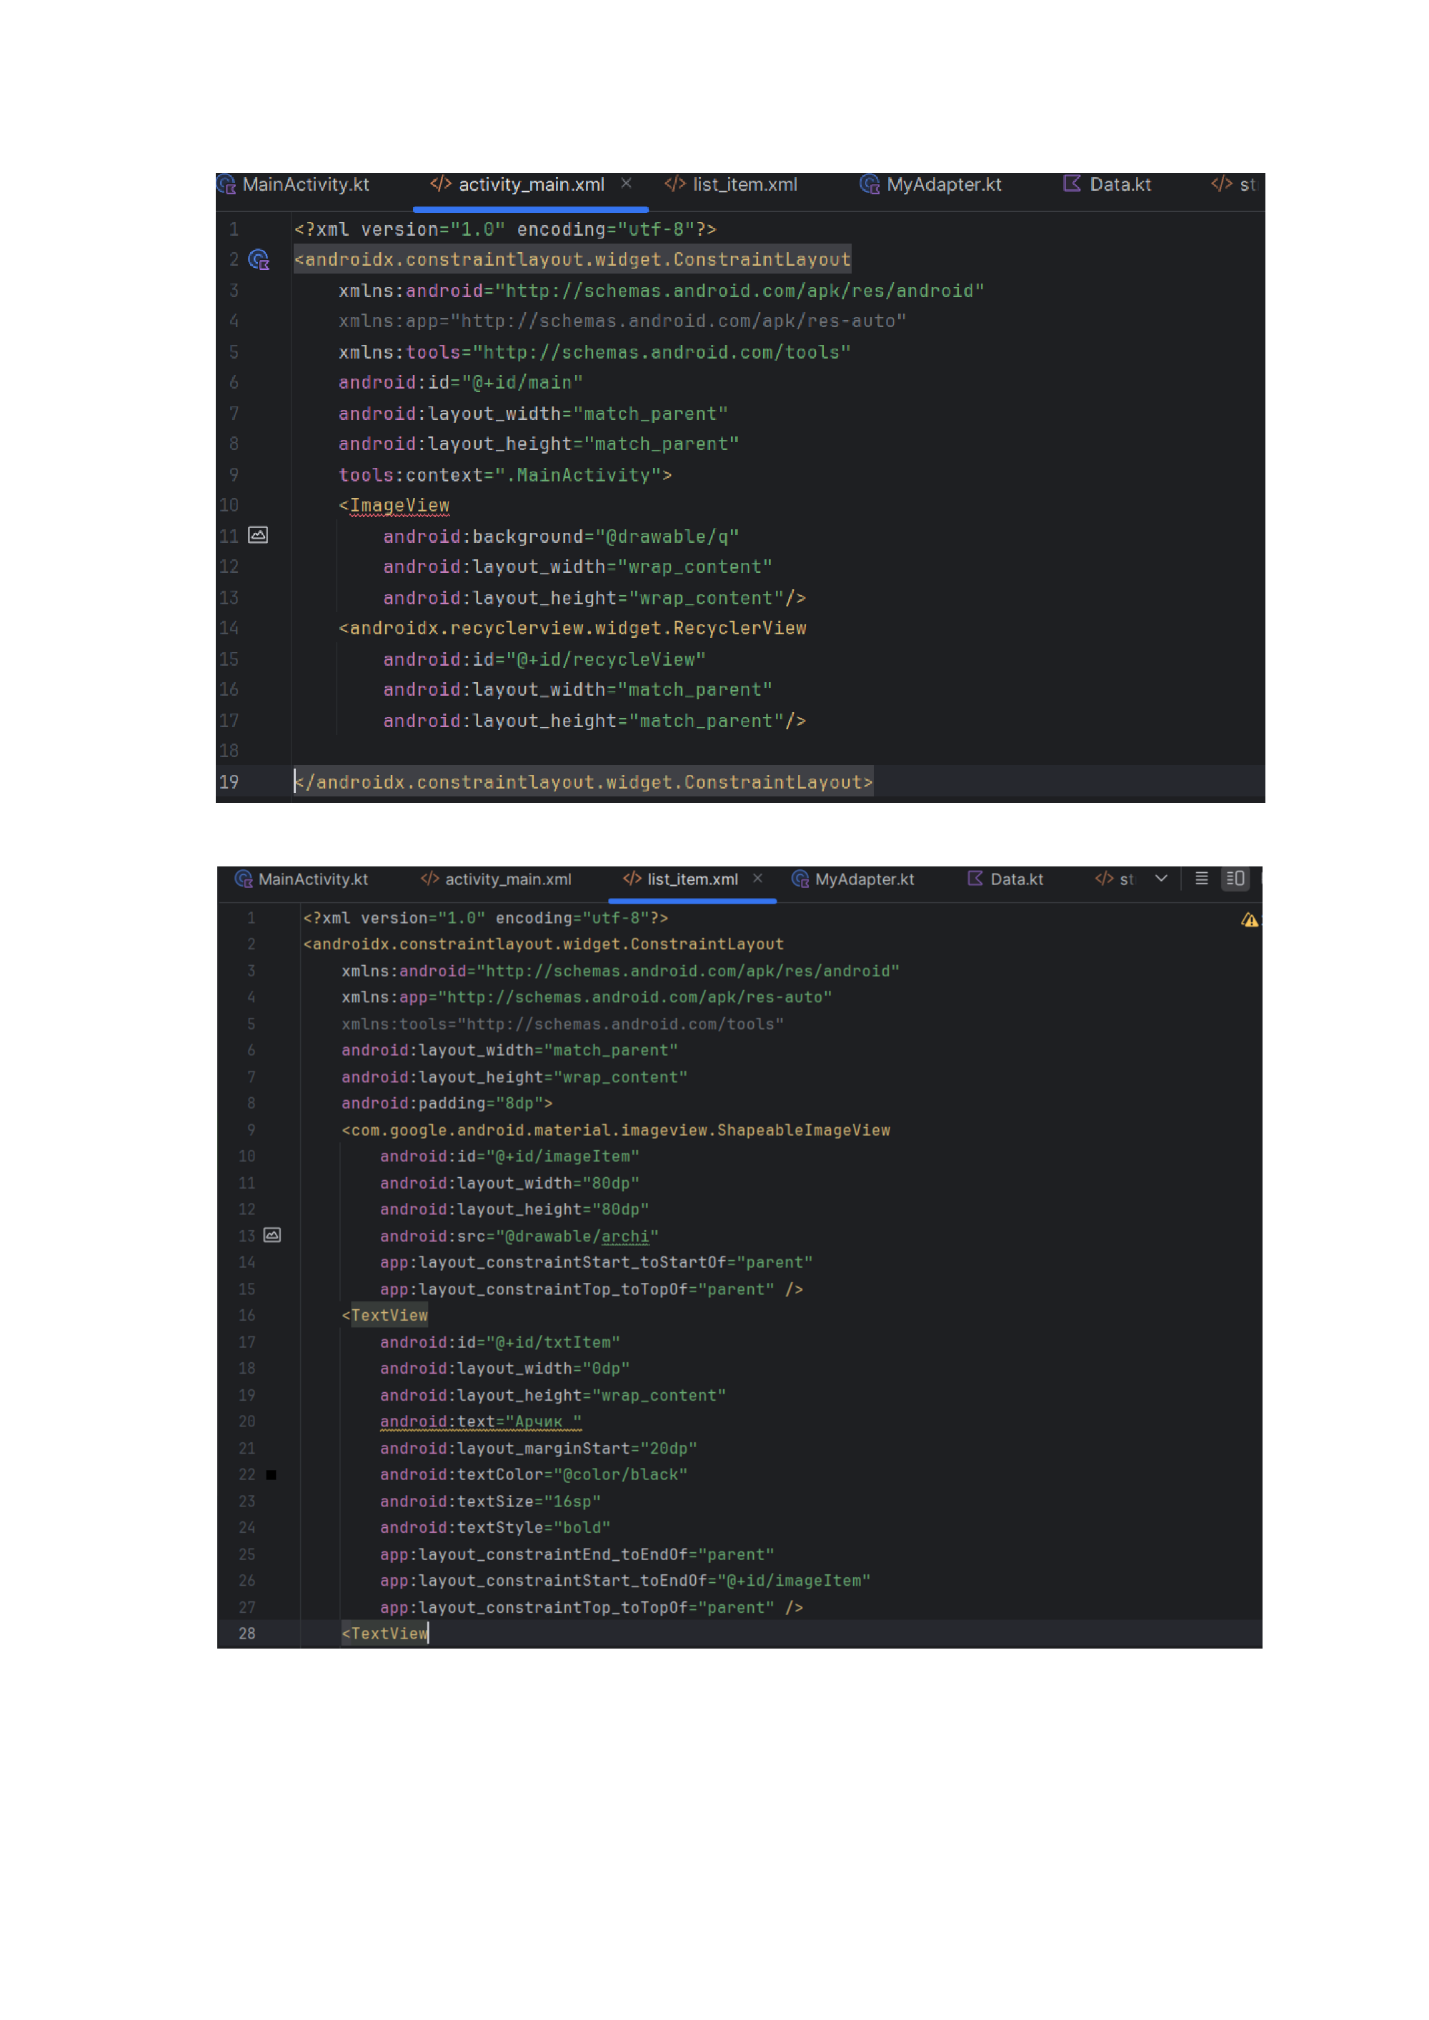 MainActivity.kt activity_main.xml list_item.xml MyAdapter.kt Data.kt st
1 <?xml version="1.0" encoding="utf-8"?>
2 <androidx.constraintlayout.widget.ConstraintLayout
3 xmlns:android="http://schemas.android.com/apk/res/android"
4 xmlns:app="http://schemas.android.com/apk/res-auto"
5 xmlns:tools="http://schemas.android.com/tools"
6 android:id="@+id/main"
7 android:layout_width="match_parent"
8 android:layout_height="match_parent"
9 tools:context=".MainActivity">
10 <ImageView
11 android:background="@drawable/q"
12 android:layout_width="wrap_content"
13 android:layout_height="wrap_content"/>
14 <androidx.recyclerview.widget.RecyclerView
15 android:id="@+id/recycleView"
16 android:layout_width="match_parent"
17 android:layout_height="match_parent"/>
18
19 </androidx.constraintlayout.widget.ConstraintLayout>
MainActivity.kt activity_main.xml list_item.xml MyAdapter.kt Data.kt st
1 <?xml version="1.0" encoding="utf-8"?>
2 <androidx.constraintlayout.widget.ConstraintLayout
3 xmlns:android="http://schemas.android.com/apk/res/android"
4 xmlns:app="http://schemas.android.com/apk/res-auto"
5 xmlns:tools="http://schemas.android.com/tools"
6 android:layout_width="match_parent"
7 android:layout_height="wrap_content"
8 android:padding="8dp">
9 <com.google.android.material.imageview.ShapeableImageView
10 android:id="@+id/imageItem"
11 android:layout_width="80dp"
12 android:layout_height="80dp"
13 android:src="@drawable/archi"
14 app:layout_constraintStart_toStartOf="parent"
15 app:layout_constraintTop_toTopOf="parent" />
16 <TextView
17 android:id="@+id/txtItem"
18 android:layout_width="0dp"
19 android:layout_height="wrap_content"
20 android:text="Арчик "
21 android:layout_marginStart="20dp"
22 android:textColor="@color/black"
23 android:textSize="16sp"
24 android:textStyle="bold"
25 app:layout_constraintEnd_toEndOf="parent"
26 app:layout_constraintStart_toEndOf="@+id/imageItem"
27 app:layout_constraintTop_toTopOf="parent" />
28 <TextView